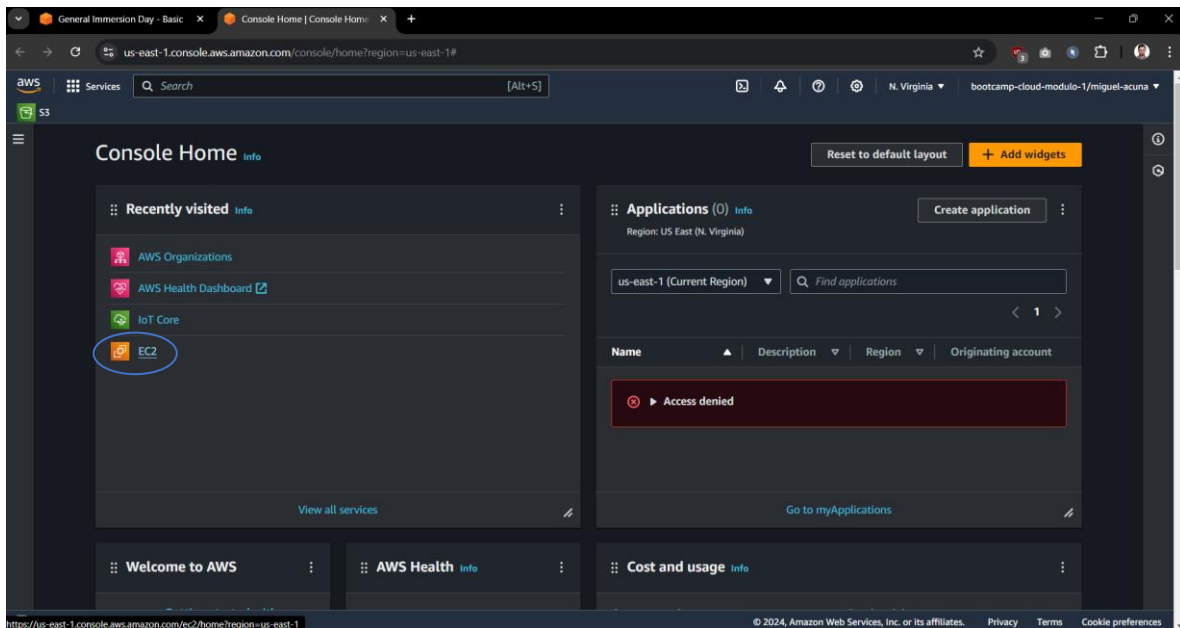 General Immersion Day - Basic
Console Home | Console Home
us-east-1.console.aws.amazon.com/console/home?region=us-east-1#
3
aws
Services
Search
[Alt+S]
N. Virginia
bootcamp-cloud-modulo-1/miguel-acuna
S3
Console Home Info
Reset to default layout
+ Add widgets
Recently visited Info
AWS Organizations
AWS Health Dashboard
IoT Core
EC2
View all services
Applications (0) Info
Region: US East (N. Virginia)
Create application
us-east-1 (Current Region)
Find applications
1
Name
Description
Region
Originating account
Access denied
Go to myApplications
Welcome to AWS
AWS Health Info
Cost and usage Info
https://us-east-1.console.aws.amazon.com/ec2/home?region=us-east-1
© 2024, Amazon Web Services, Inc. or its affiliates.
Privacy
Terms
Cookie preferences